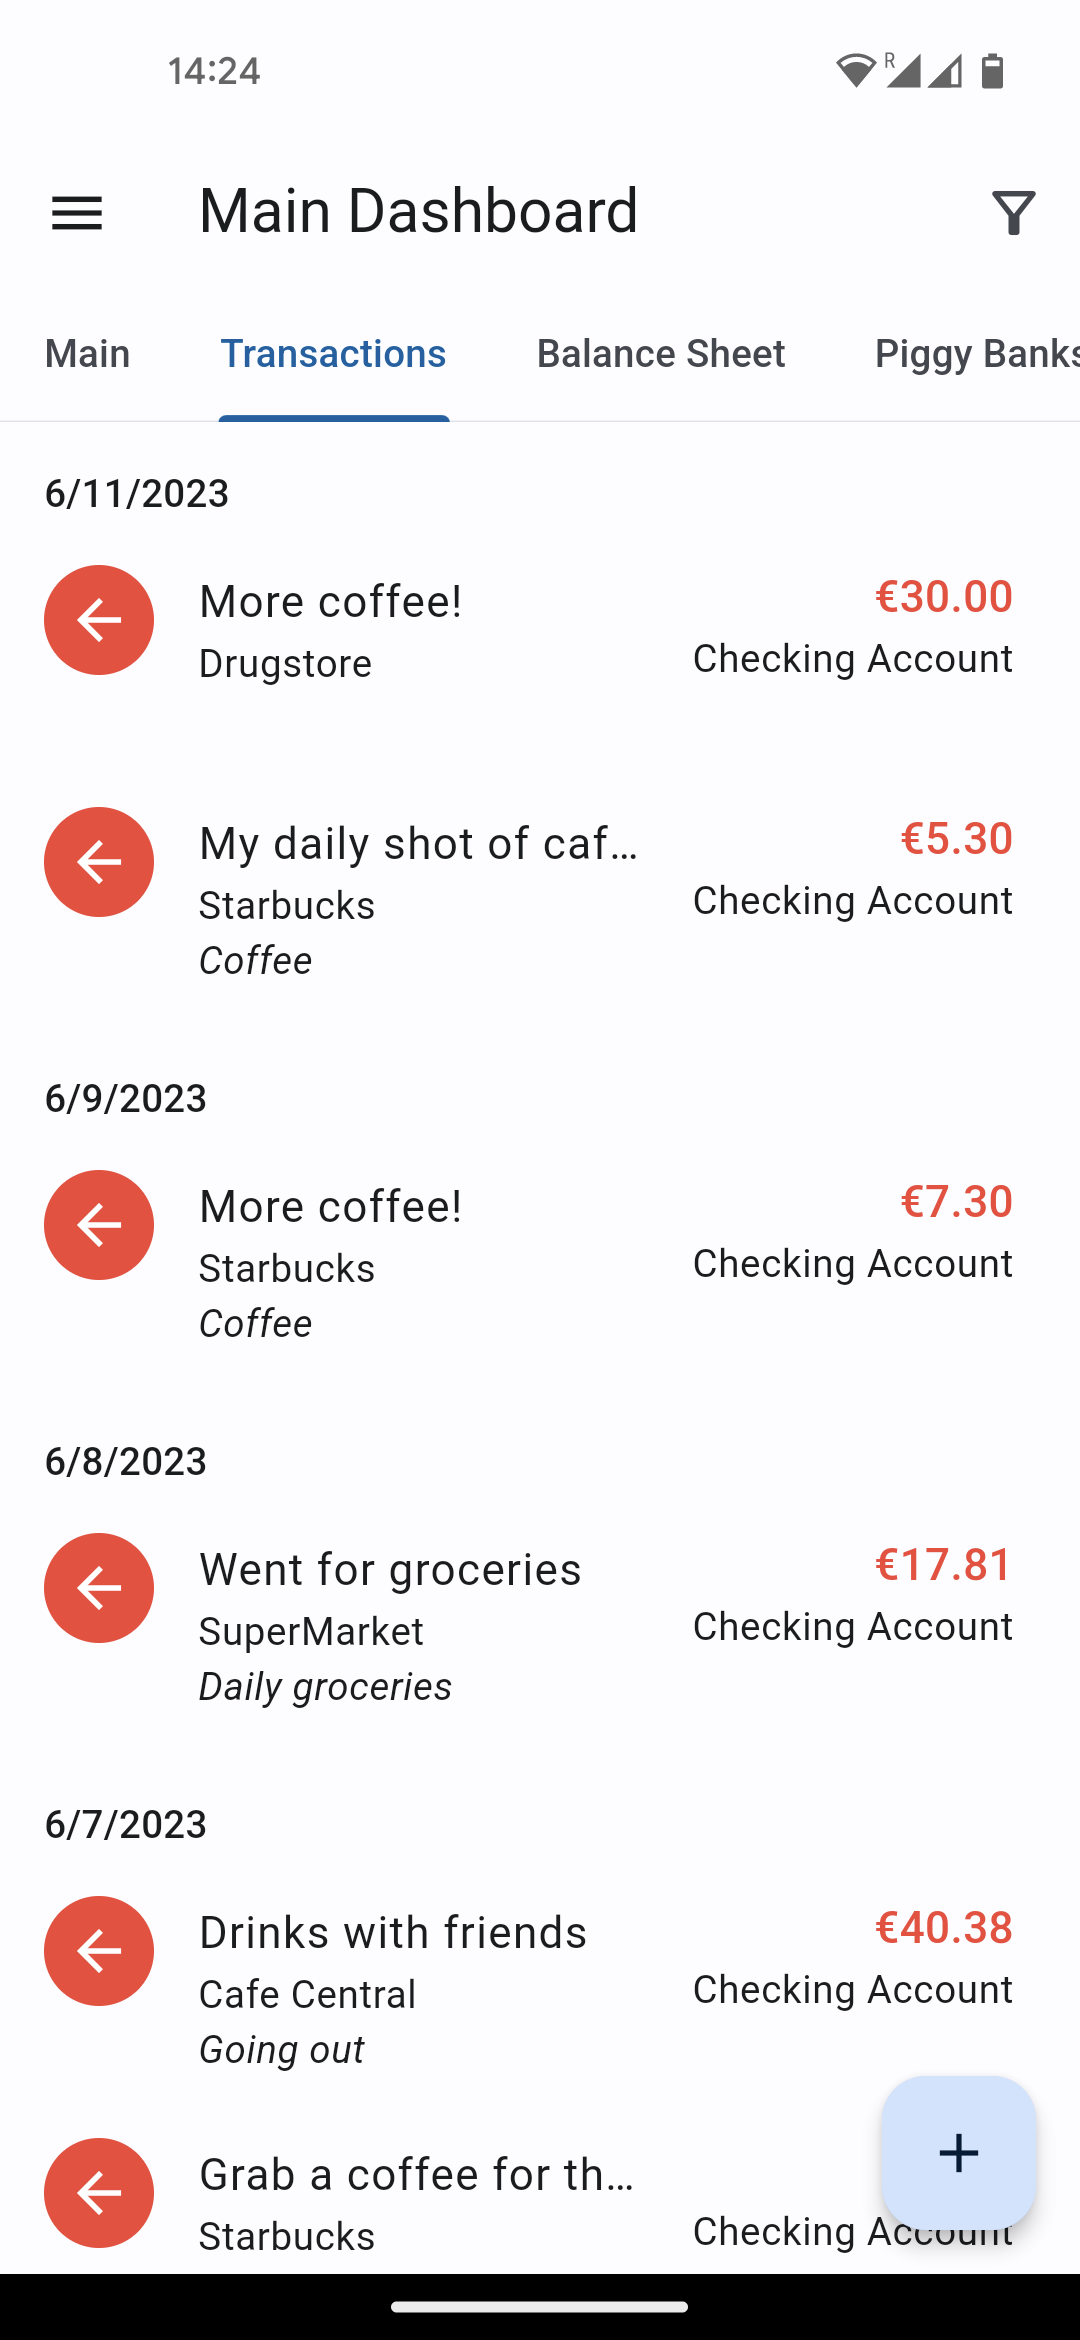 14:24
R
Main Dashboard
Main Transactions Balance Sheet Piggy Banks
6/11/2023
More coffee! €30.00
Drugstore Checking Account
My daily shot of caf... €5.30
Starbucks Checking Account
Coffee
6/9/2023
More coffee! €7.30
Starbucks Checking Account
Coffee
6/8/2023
Went for groceries €17.81
SuperMarket Checking Account
Daily groceries
6/7/2023
Drinks with friends €40.38
Cafe Central Checking Account
Going out
Grab a coffee for th...
Starbucks Checking Account